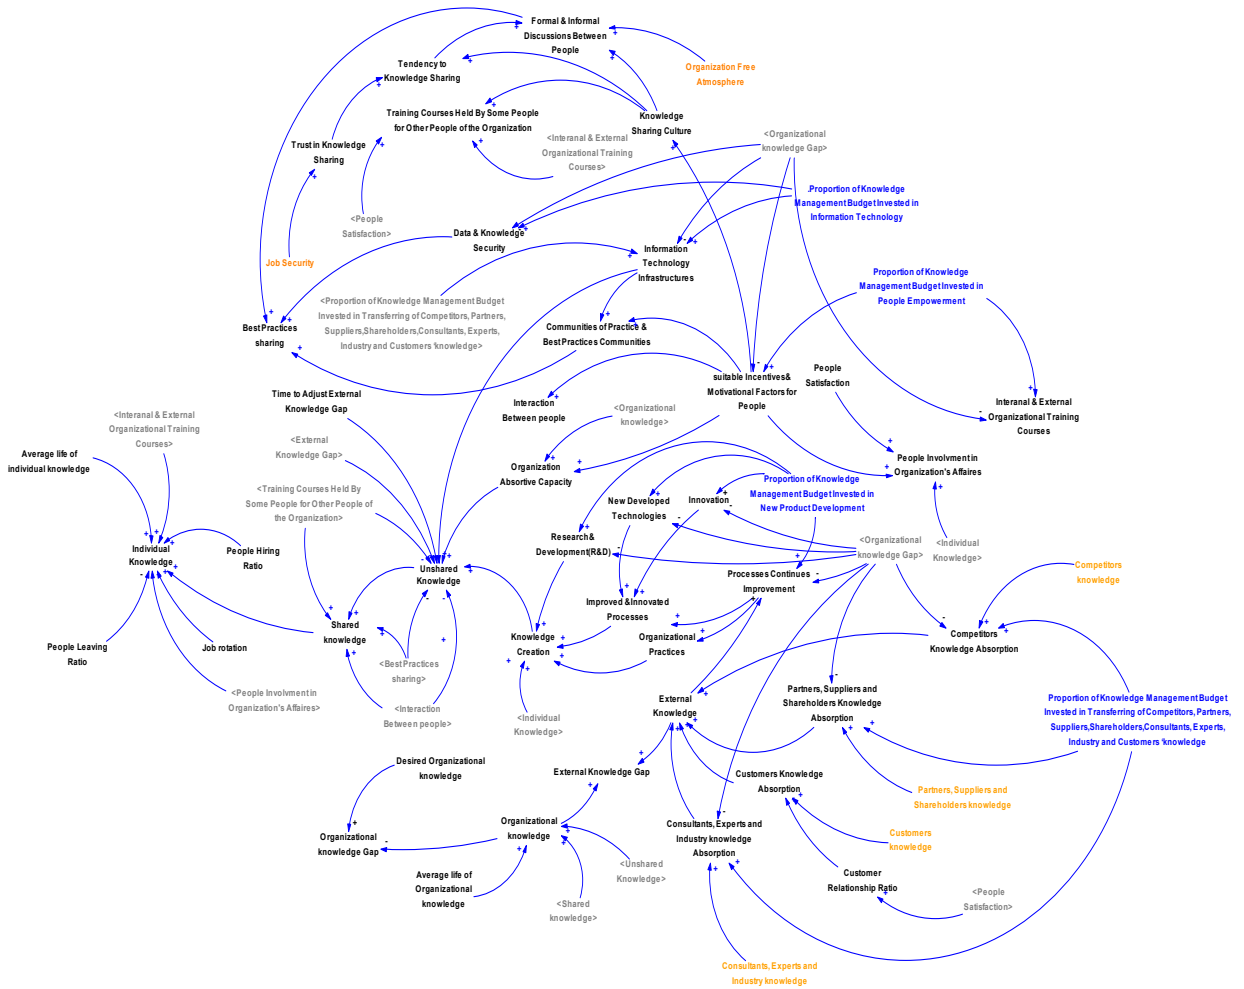 Formal & Informal
Discussions Between
People
Organization Free
Atmosphere
Tendency to
Knowledge Sharing
Training Courses Held By Some People
for Other People of the Organization
Knowledge
Sharing Culture
<Interanal & External
Organizational Training
Courses>
<Organizational
knowledge Gap>
Trust in Knowledge
Sharing
.Proportion of Knowledge
Management Budget Invested in
Information Technology
<People
Satisfaction>
Data & Knowledge
Security
Information
Technology
Infrastructures
Job Security
Proportion of Knowledge
Management Budget Invested in
People Empowerment
<Proportion of Knowledge Management Budget
Invested in Transferring of Competitors, Partners,
Suppliers,Shareholders,Consultants, Experts,
Industry and Customers 'knowledge>
Best Practices
sharing
Communities of Practice &
Best Practices Communities
People
Satisfaction
suitable Incentives&
Motivational Factors for
People
Time to Adjust External
Knowledge Gap
Interaction
Between people
<Organizational
knowledge>
Interanal & External
Organizational Training
Courses
<Interanal & External
Organizational Training
Courses>
<External
Knowledge Gap>
Average life of
individual knowledge
People Involvment in
Organization's Affaires
Organization
Absortive Capacity
Proportion of Knowledge
Management Budget Invested in
New Product Development
<Training Courses Held By
Some People for Other People of
the Organization>
New Developed
Technologies
Innovation
Research&
Development(R&D)
<Organizational
knowledge Gap>
<Individual
Knowledge>
Individual
Knowledge
People Hiring
Ratio
Unshared
Knowledge
Processes Continues
Improvement
Competitors
knowledge
Improved &Innovated
Processes
Shared
knowledge
Knowledge
Creation
Organizational
Practices
Competitors
Knowledge Absorption
People Leaving
Ratio
Job rotation
<Best Practices
sharing>
<People Involvment in
Organization's Affaires>
<Interaction
Between people>
<Individual
Knowledge>
External
Knowledge
Partners, Suppliers and
Shareholders Knowledge
Absorption
Proportion of Knowledge Management Budget
Invested in Transferring of Competitors, Partners,
Suppliers,Shareholders,Consultants, Experts,
Industry and Customers 'knowledge
Desired Organizational
knowledge
External Knowledge Gap
Customers Knowledge
Absorption
Partners, Suppliers and
Shareholders knowledge
Organizational
knowledge Gap
Organizational
knowledge
Consultants, Experts and
Industry knowledge
Absorption
Customers
knowledge
Average life of
Organizational
knowledge
<Unshared
Knowledge>
<Shared
knowledge>
Customer
Relationship Ratio
<People
Satisfaction>
Consultants, Experts and
Industry knowledge